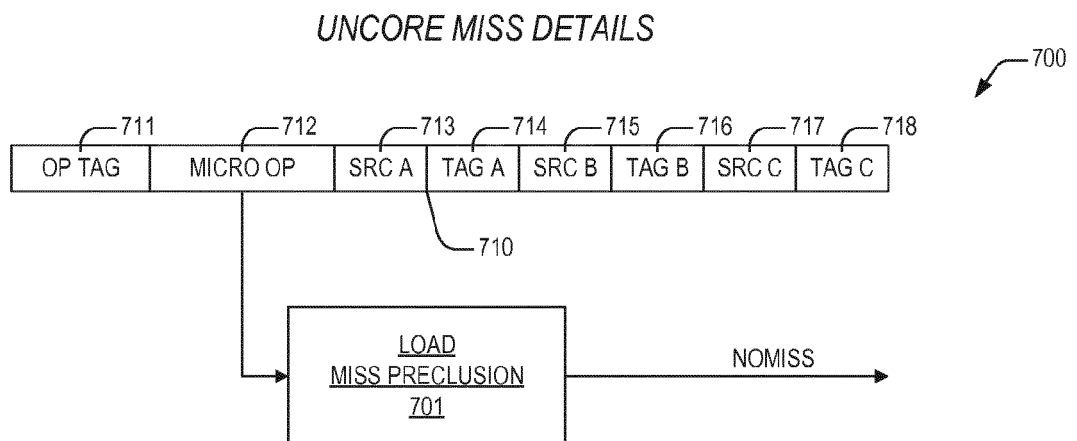 UNCORE MISS DETAILS
700
711 712 713 714 715 716 717 718
OP TAG MICRO OP SRC A TAG A SRC B TAG B SRC C TAG C
710
LOAD
MISS PRECLUSION
701
NOMISS